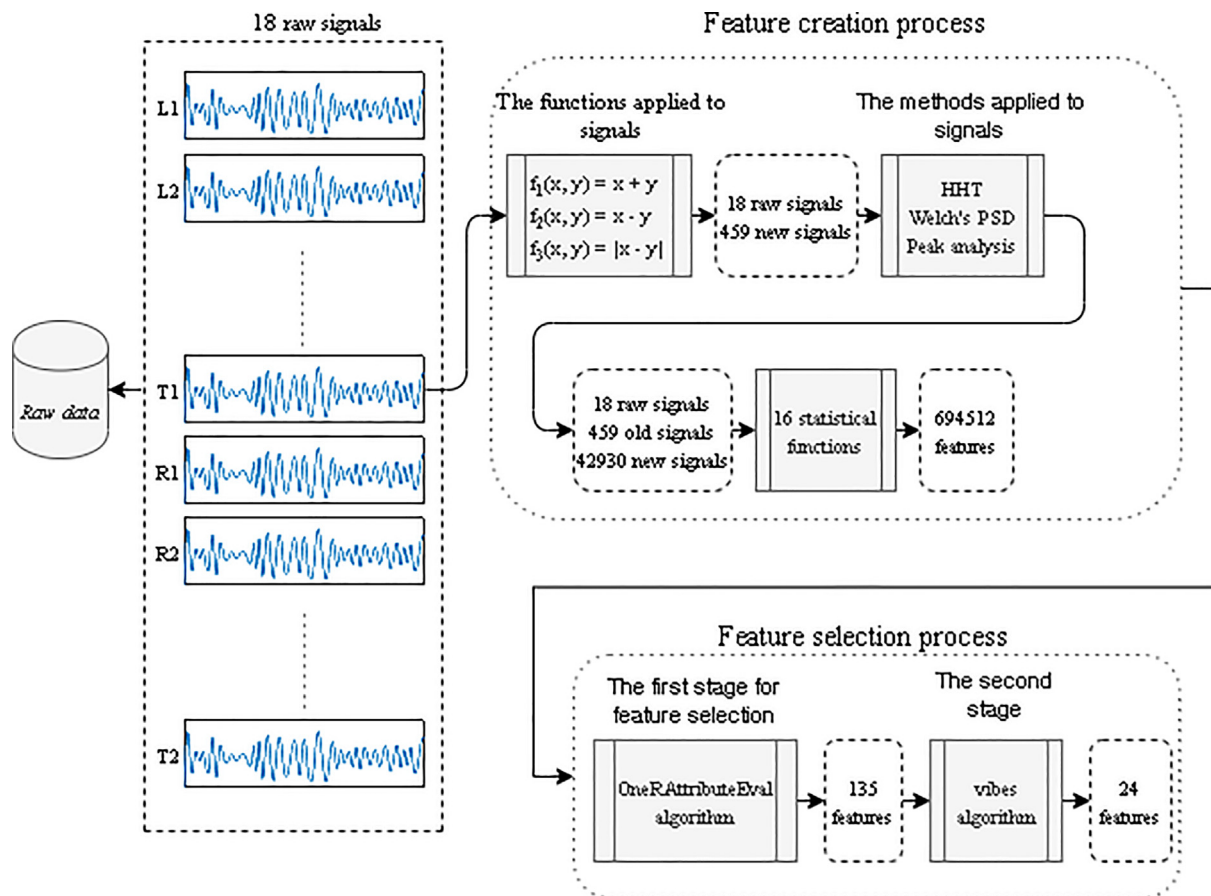 18 raw signals
L1
L2
T1
R1
R2
T2
Raw data
Feature creation process
The functions applied to
signals
f₁(x, y) = x + y
f₂(x, y) = x - y
f₃(x, y) = |x - y|
18 raw signals
459 new signals
The methods applied to
signals
HHT
Welch's PSD
Peak analysis
18 raw signals
459 old signals
42930 new signals
16 statistical
functions
694512
features
Feature selection process
The first stage for
feature selection
OneRAttributeEval
algorithm
135
features
The second
stage
vibes
algorithm
24
features